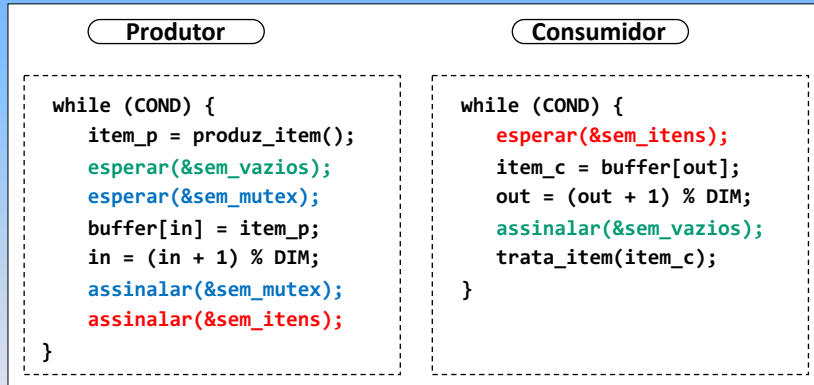 Produtor
while (COND) {
item_p = produz_item();
esperar(&sem_vazios);
esperar(&sem_mutex);
buffer[in] = item_p;
in = (in + 1) % DIM;
assinalar(&sem_mutex);
assinalar(&sem_itens);
}
Consumidor
while (COND) {
esperar(&sem_itens);
item_c = buffer[out];
out = (out + 1) % DIM;
assinalar(&sem_vazios);
trata_item(item_c);
}